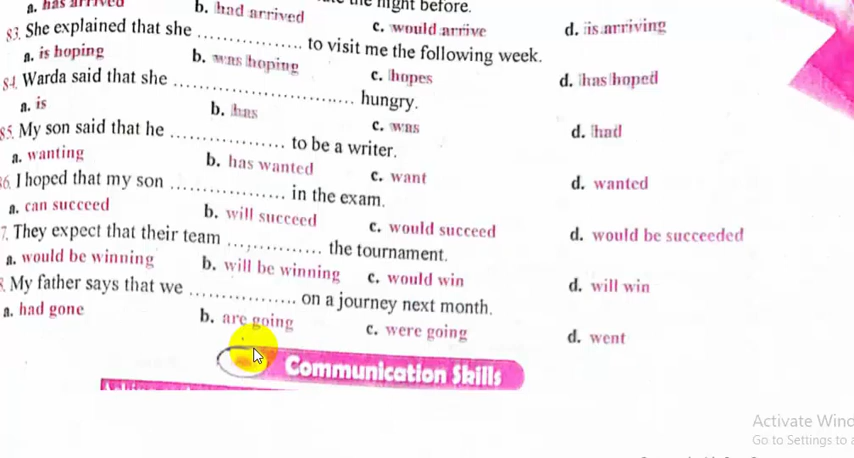 a. has arrived b. had arrived the night before.
c. would arrive d. is arriving
83. She explained that she .............. to visit me the following week.
a. is hoping b. was hoping c. hopes d. has hoped
84. Warda said that she .............. hungry.
a. is b. has c. was d. had
85. My son said that he .............. to be a writer.
a. wanting b. has wanted c. want d. wanted
86. I hoped that my son .............. in the exam.
a. can succeed b. will succeed c. would succeed d. would be succeeded
7. They expect that their team .............. the tournament.
a. would be winning b. will be winning c. would win d. will win
8. My father says that we .............. on a journey next month.
a. had gone b. are going c. were going d. went
Communication Skills
Activate Wind
Go to Settings to a